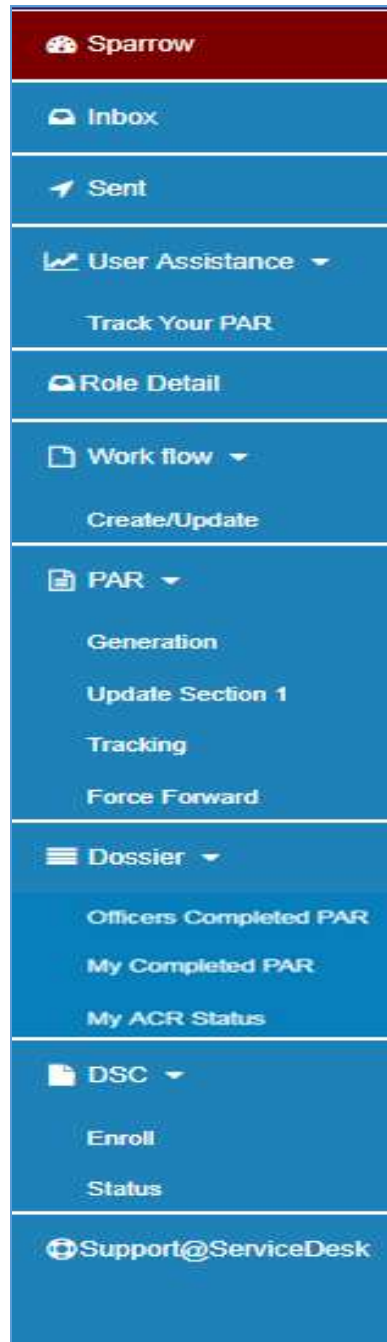 Sparrow
Inbox
Sent
User Assistance
Track Your PAR
Role Detail
Work flow
Create/Update
PAR
Generation
Update Section 1
Tracking
Force Forward
Dossier
Officers Completed PAR
My Completed PAR
My ACR Status
DSC
Enroll
Status
Support@ServiceDesk